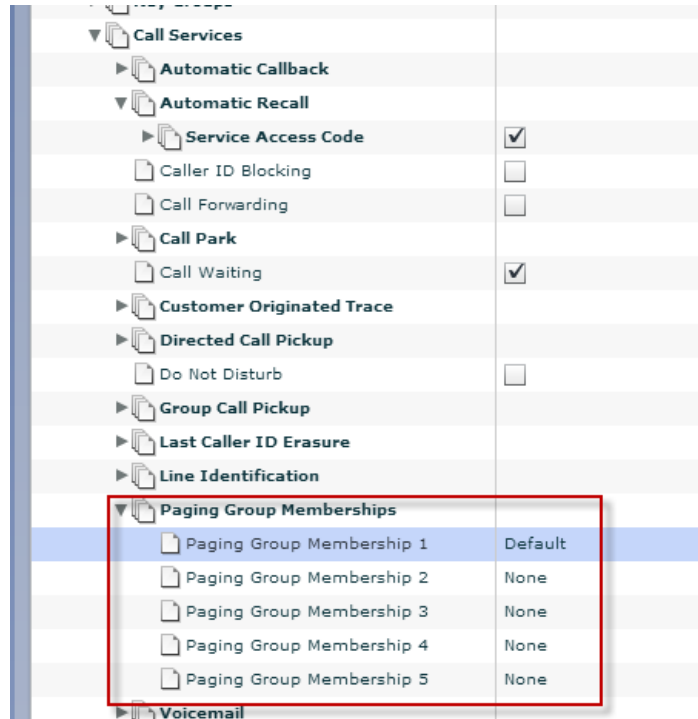 Call Services
Automatic Callback
Automatic Recall
Service Access Code
Caller ID Blocking
Call Forwarding
Call Park
Call Waiting
Customer Originated Trace
Directed Call Pickup
Do Not Disturb
Group Call Pickup
Last Caller ID Erasure
Line Identification
Paging Group Memberships
Paging Group Membership 1 Default
Paging Group Membership 2 None
Paging Group Membership 3 None
Paging Group Membership 4 None
Paging Group Membership 5 None
Voicemail